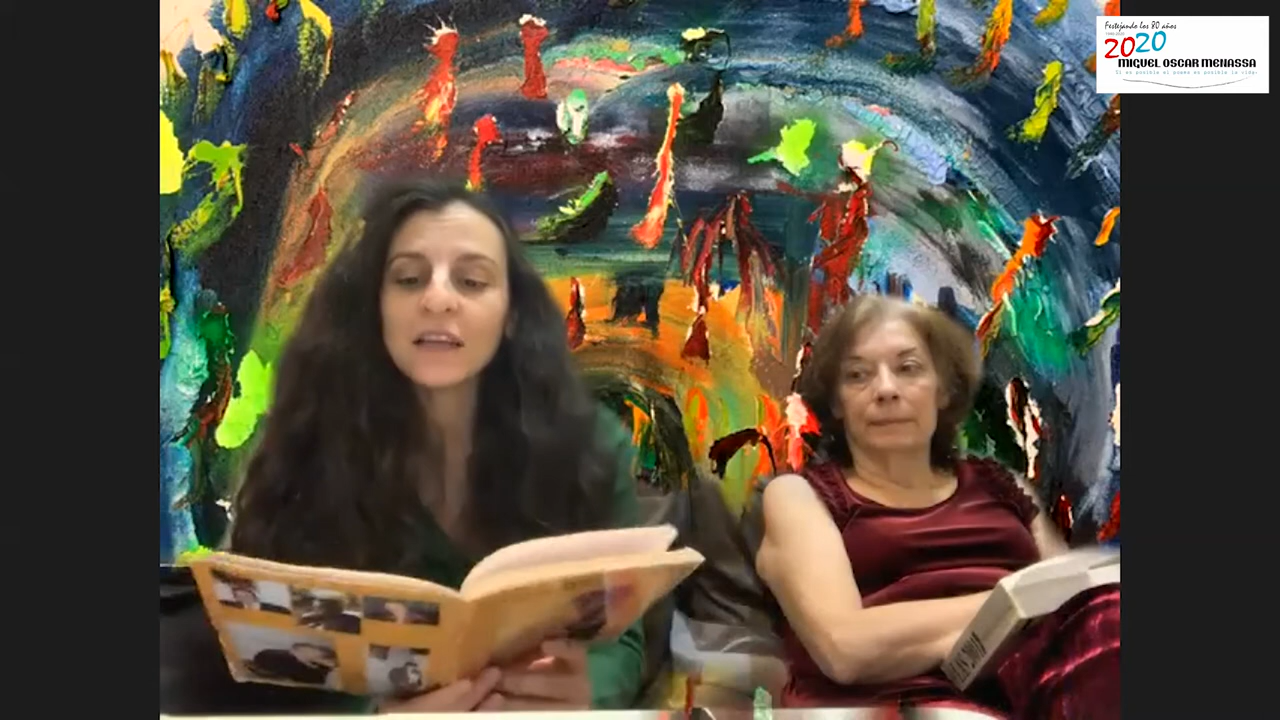 Festejando los 80 años
2020
MIGUEL OSCAR MENASSA
Si es posible el poema es posible la vida